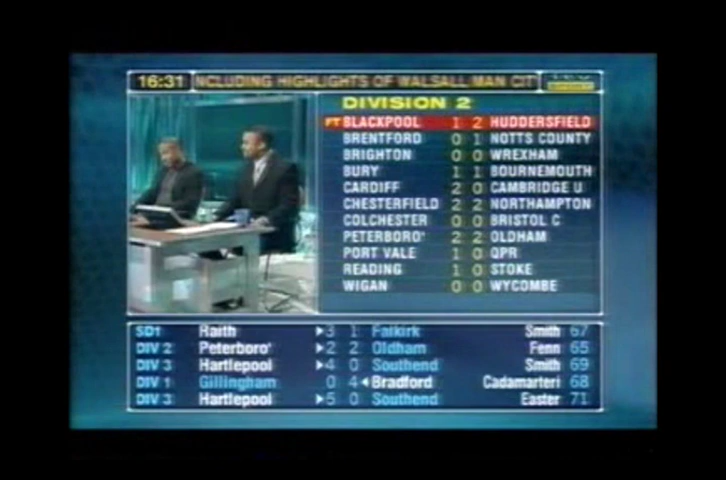 16:31 NCLUDING HIGHLIGHTS OF WALSALL MAN CIT
DIVISION 2
FT BLACKPOOL 1 2 HUDDERSFIELD
BRENTFORD 0 1 NOTTS COUNTY
BRIGHTON 0 0 WREXHAM
BURY 1 1 BOURNEMOUTH
CARDIFF 2 0 CAMBRIDGE U
CHESTERFIELD 2 2 NORTHAMPTON
COLCHESTER 0 0 BRISTOL C
PETERBORO' 2 2 OLDHAM
PORT VALE 1 0 QPR
READING 1 0 STOKE
WIGAN 0 0 WYCOMBE
SD1 Raith 3 1 Falkirk Smith 67
DIV 2 Peterboro' 2 2 Oldham Fenn 65
DIV 3 Hartlepool 4 0 Southend Smith 69
DIV 1 Gillingham 0 4 Bradford Cadamarteri 68
DIV 3 Hartlepool 5 0 Southend Easter 71